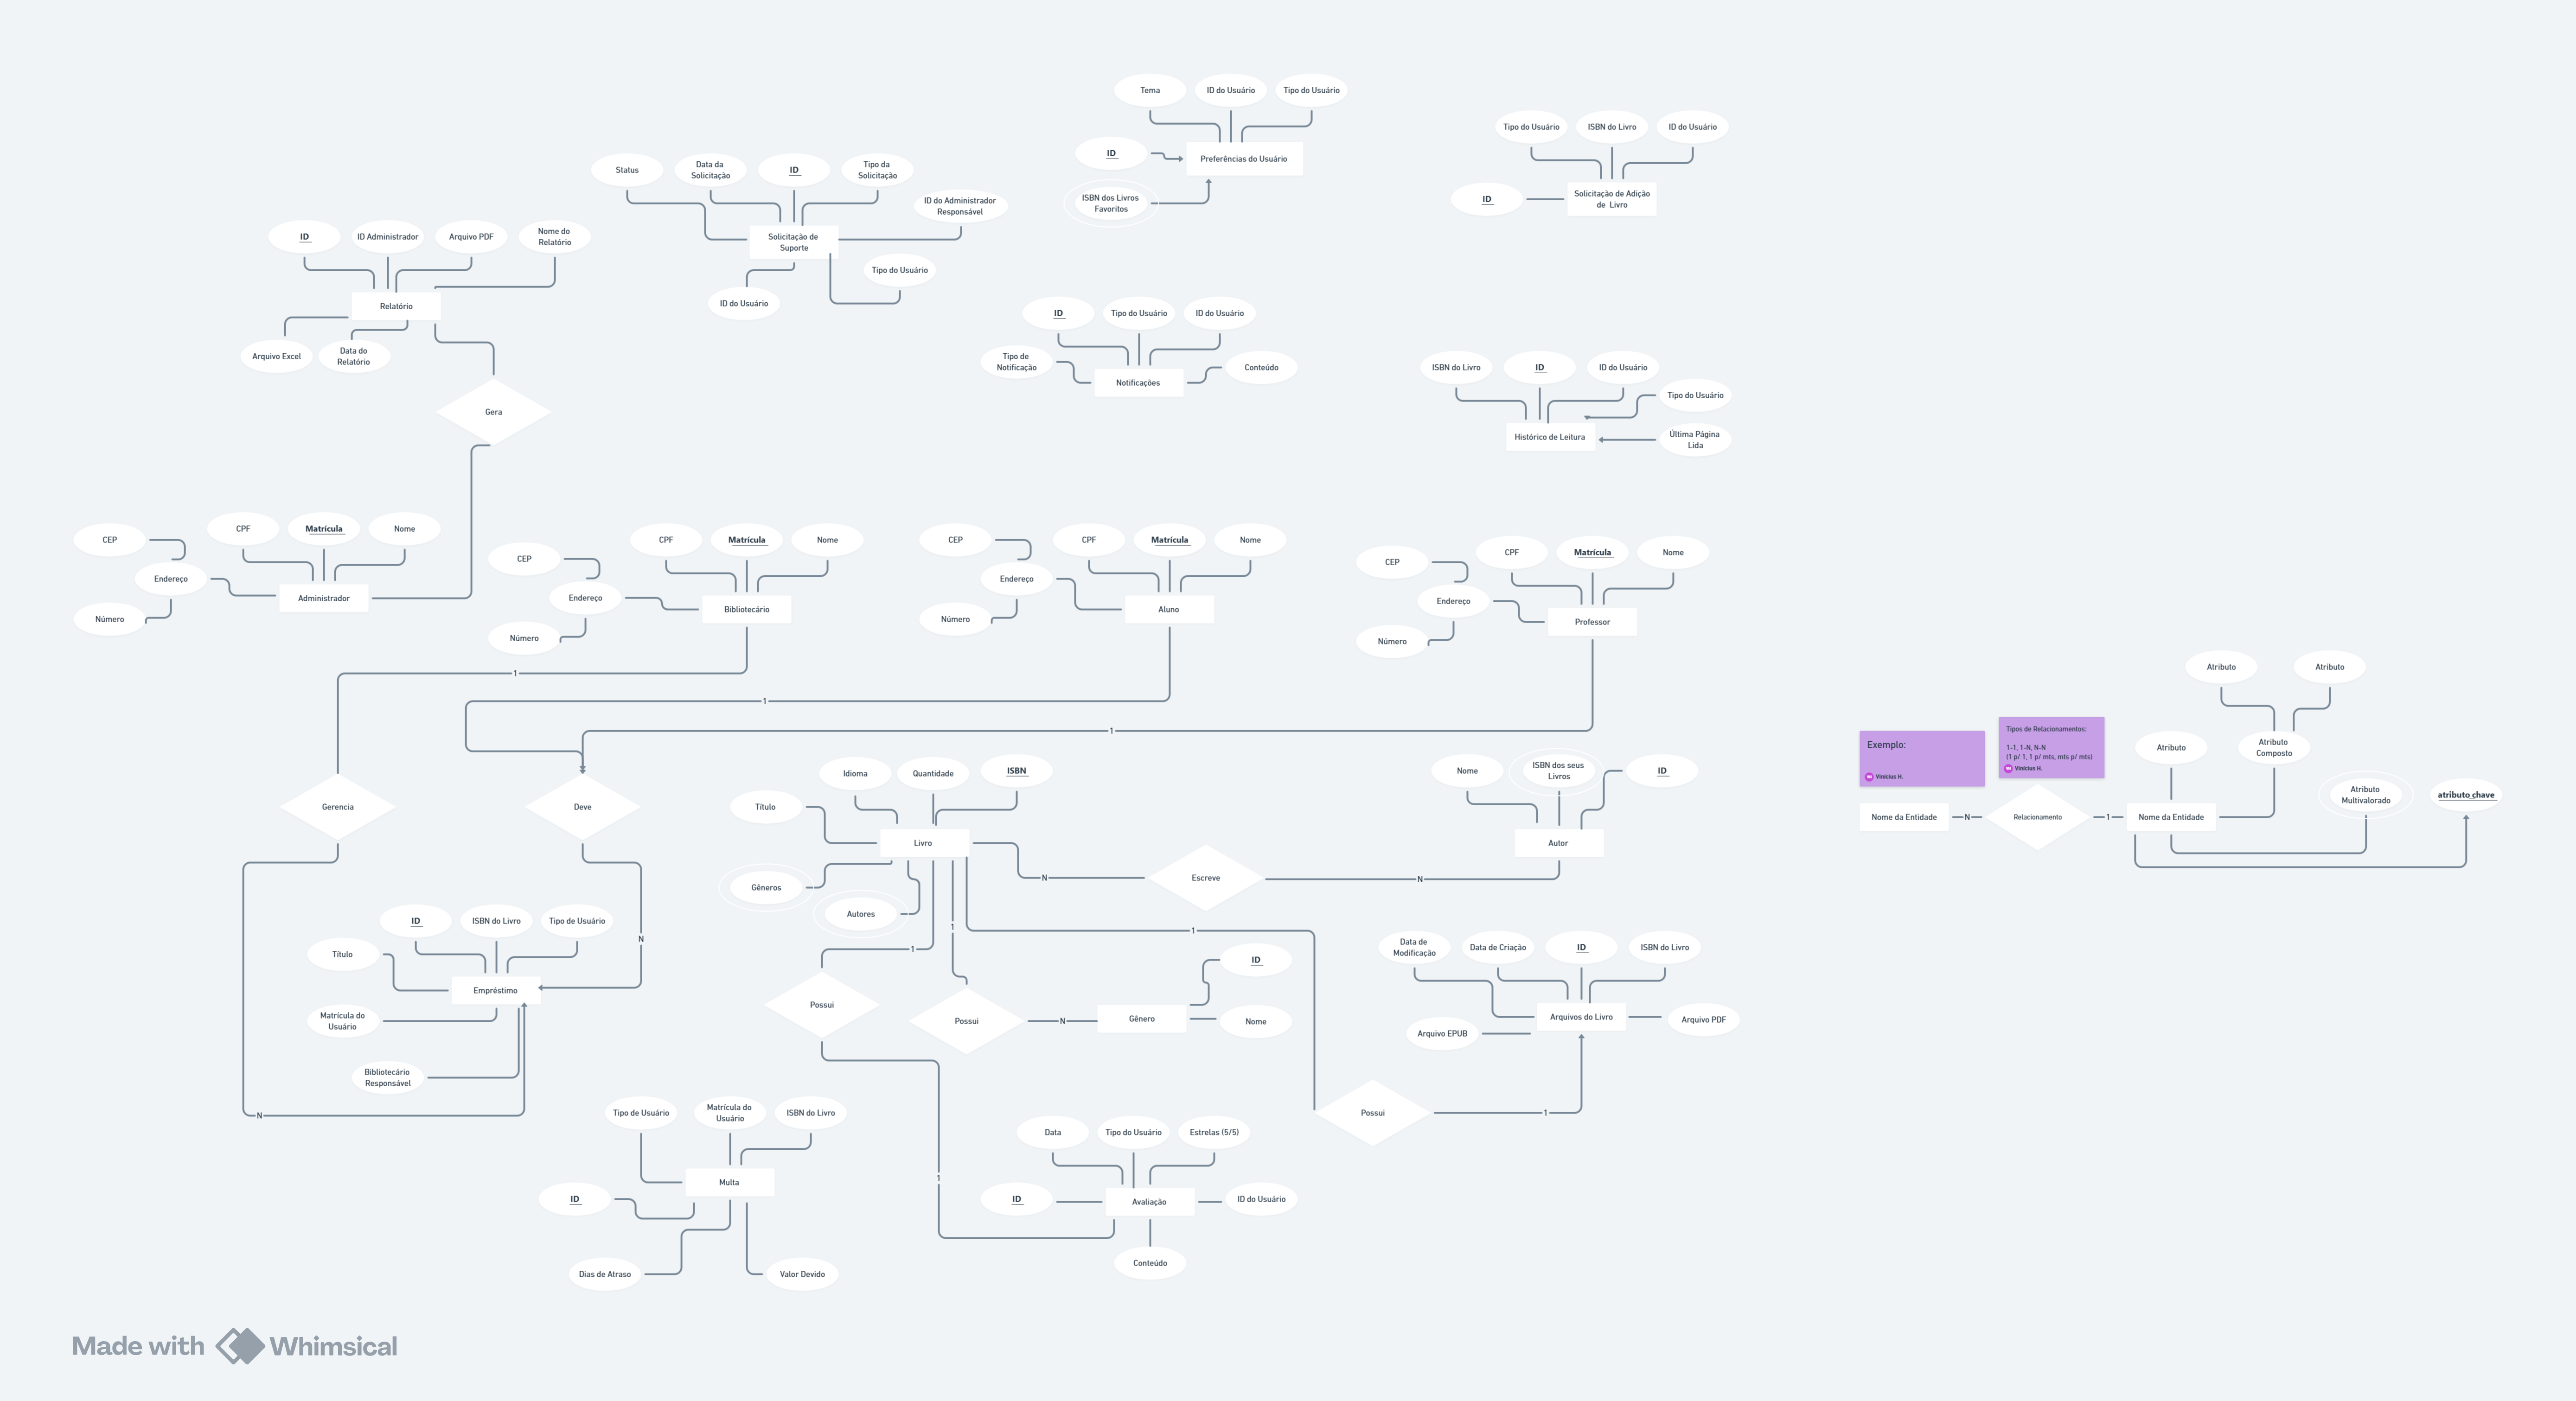 Tema
ID do Usuário
Tipo do Usuário
ID
Preferências do Usuário
ISBN dos Livros
Favoritos
Tipo do Usuário
ISBN do Livro
ID do Usuário
ID
Solicitação de Adição
de Livro
Status
Data da
Solicitação
ID
Tipo da
Solicitação
ID do Administrador
Responsável
Solicitação de
Suporte
Tipo do Usuário
ID do Usuário
ID
ID Administrador
Arquivo PDF
Nome do
Relatório
Relatório
Arquivo Excel
Data do
Relatório
Gera
ID
Tipo do Usuário
ID do Usuário
Tipo de
Notificação
Conteúdo
Notificações
ISBN do Livro
ID
ID do Usuário
Tipo do Usuário
Histórico de Leitura
Última Página
Lida
CEP
CPF
Matrícula
Nome
Endereço
Administrador
Número
CEP
CPF
Matrícula
Nome
Endereço
Bibliotecário
Número
CEP
CPF
Matrícula
Nome
Endereço
Aluno
Número
CEP
CPF
Matrícula
Nome
Endereço
Professor
Número
1
1
1
Gerencia
Deve
N
N
ID
ISBN do Livro
Tipo de Usuário
Título
Empréstimo
Matrícula do
Usuário
Bibliotecário
Responsável
Idioma
Quantidade
ISBN
Título
Livro
Gêneros
Autores
N
Escreve
N
Nome
ISBN dos seus
Livros
ID
Autor
1
1
1
Possui
Possui
N
Gênero
ID
Nome
Data de
Modificação
Data de Criação
ID
ISBN do Livro
Arquivos do Livro
Arquivo PDF
Arquivo EPUB
Possui
1
1
Tipo de Usuário
Matrícula do
Usuário
ISBN do Livro
Multa
ID
Dias de Atraso
Valor Devido
Data
Tipo do Usuário
Estrelas (5/5)
ID
Avaliação
ID do Usuário
Conteúdo
Exemplo:
Vinicius H.
Tipos de Relacionamentos:
1-1, 1-N, N-N
(1 p/ 1, 1 p/ mts, mts p/ mts)
Vinicius H.
Atributo
Atributo
Atributo
Atributo
Composto
Atributo
Multivalorado
atributo_chave
Nome da Entidade
N
Relacionamento
1
Nome da Entidade
Made with Whimsical